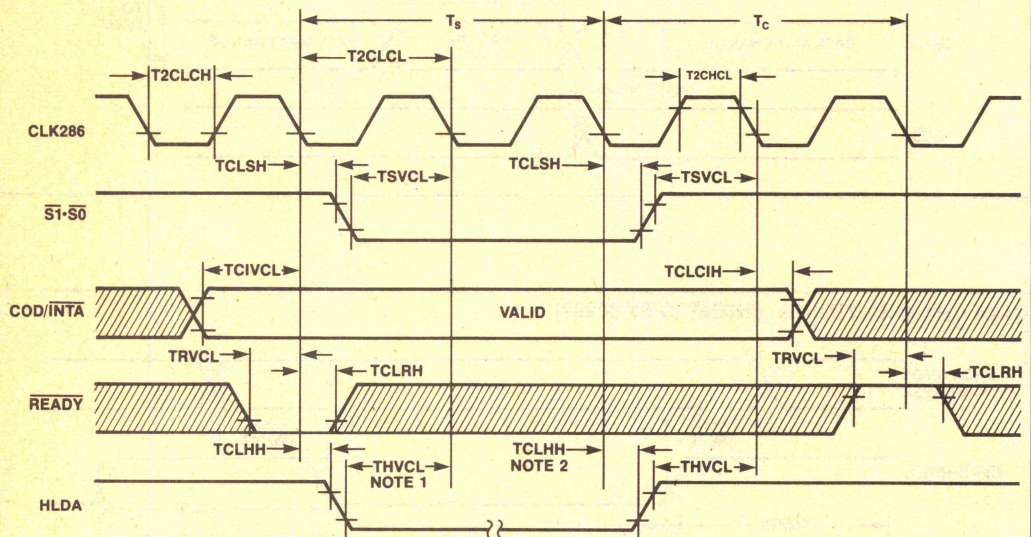 Ts Tc
T2CLCL
T2CLCH T2CHCL
CLK286
TCLSH TSVCL TCLSH TSVCL
S1•S0
TCIVCL TCLCIH
COD/INTA VALID
TRVCL TCLRH TRVCL TCLRH
READY
TCLHH THVCL TCLHH THVCL
NOTE 1 NOTE 2
HLDA